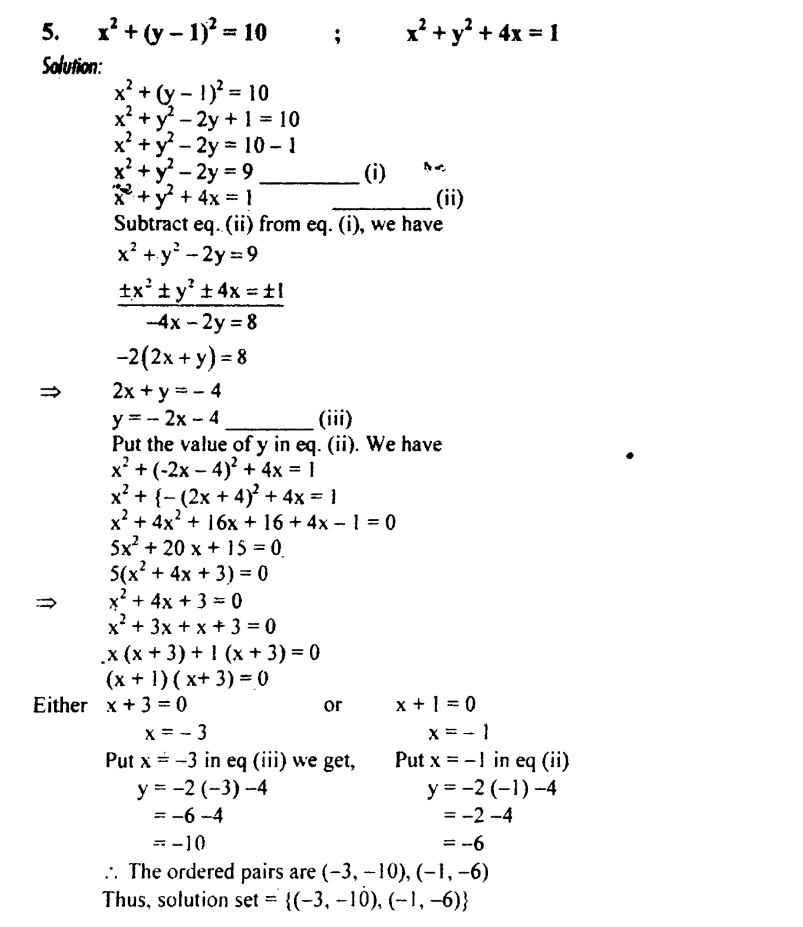 5. x² + (y – 1)² = 10 ; x² + y² + 4x = 1
Solution:
x² + (y – 1)² = 10
x² + y² – 2y + 1 = 10
x² + y² – 2y = 10 – 1
x² + y² – 2y = 9 ________ (i)
x² + y² + 4x = 1 ________ (ii)
Subtract eq. (ii) from eq. (i), we have
x² + y² – 2y = 9
±x² ± y² ± 4x = ±1
–4x – 2y = 8
–2(2x + y) = 8
⇒ 2x + y = – 4
y = – 2x – 4 ________ (iii)
Put the value of y in eq. (ii). We have
x² + (-2x – 4)² + 4x = 1
x² + {– (2x + 4)² + 4x = 1
x² + 4x² + 16x + 16 + 4x – 1 = 0
5x² + 20 x + 15 = 0
5(x² + 4x + 3) = 0
⇒ x² + 4x + 3 = 0
x² + 3x + x + 3 = 0
x (x + 3) + 1 (x + 3) = 0
(x + 1) ( x+ 3) = 0
Either x + 3 = 0 or x + 1 = 0
x = – 3 x = – 1
Put x = –3 in eq (iii) we get, Put x = –1 in eq (ii)
y = –2 (–3) –4 y = –2 (–1) –4
= –6 –4 = –2 –4
= –10 = –6
∴ The ordered pairs are (–3, –10), (–1, –6)
Thus, solution set = {(–3, –10), (–1, –6)}